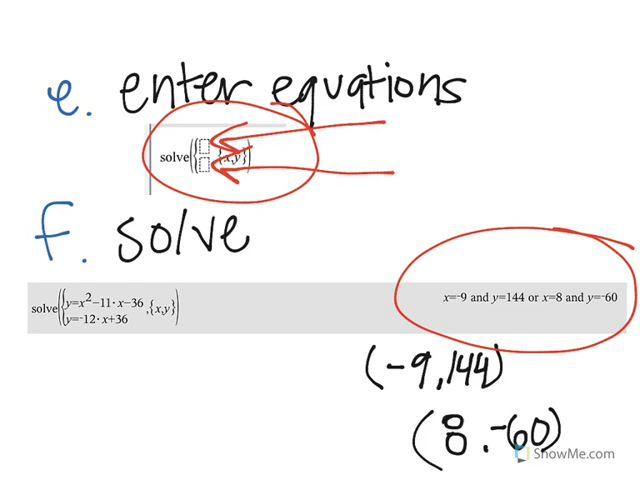 e. enter equations
solve({ ,{x,y})
f. solve
solve({y=x²−11·x−36
y=-12·x+36 ,{x,y})
x=-9 and y=144 or x=8 and y=-60
(-9,144)
(8,-60)
ShowMe.com